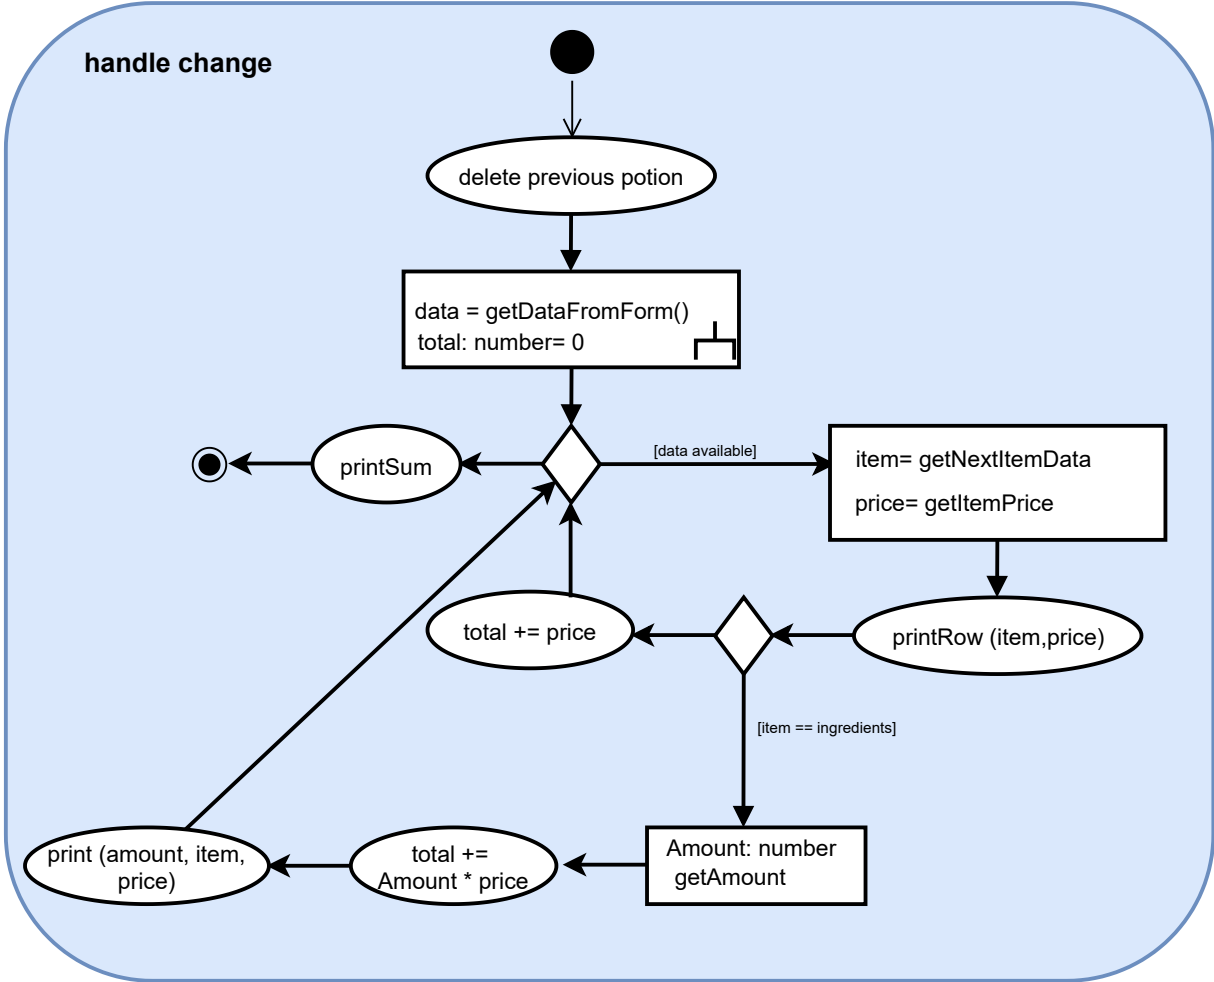 handle change
delete previous potion
data = getDataFromForm()
total: number= 0
printSum
[data available]
item= getNextItemData
price= getItemPrice
total += price
printRow (item,price)
[item == ingredients]
print (amount, item,
price)
total +=
Amount * price
Amount: number
getAmount